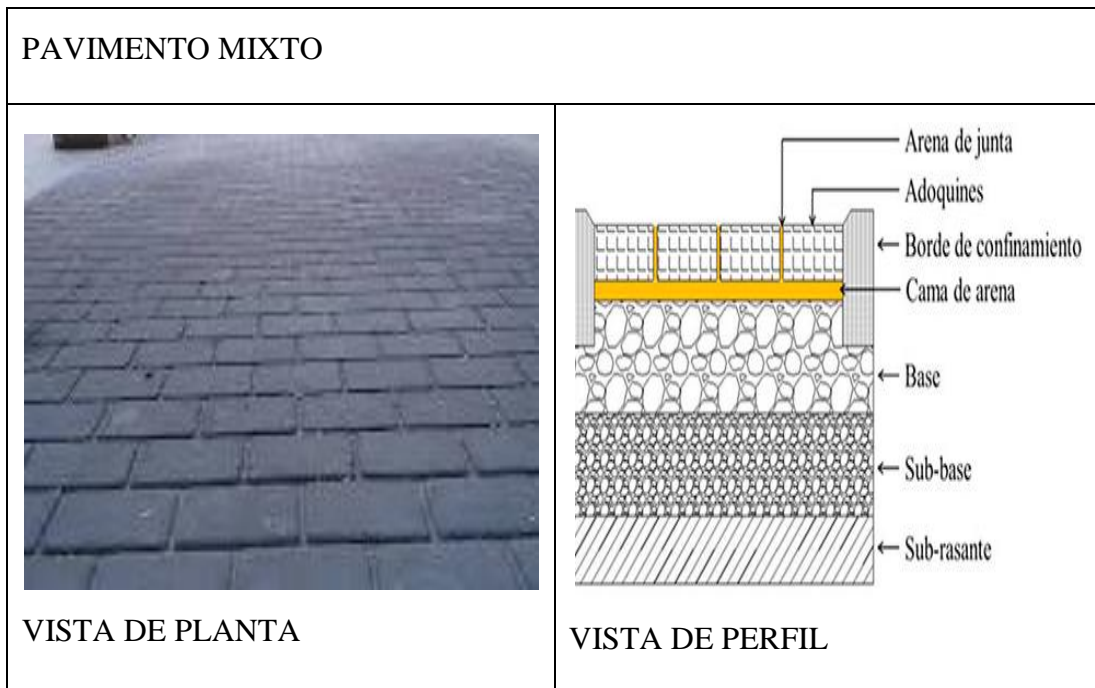 PAVIMENTO MIXTO
VISTA DE PLANTA
Arena de junta
Adoquines
Borde de confinamiento
Cama de arena
Base
Sub-base
Sub-rasante
VISTA DE PERFIL